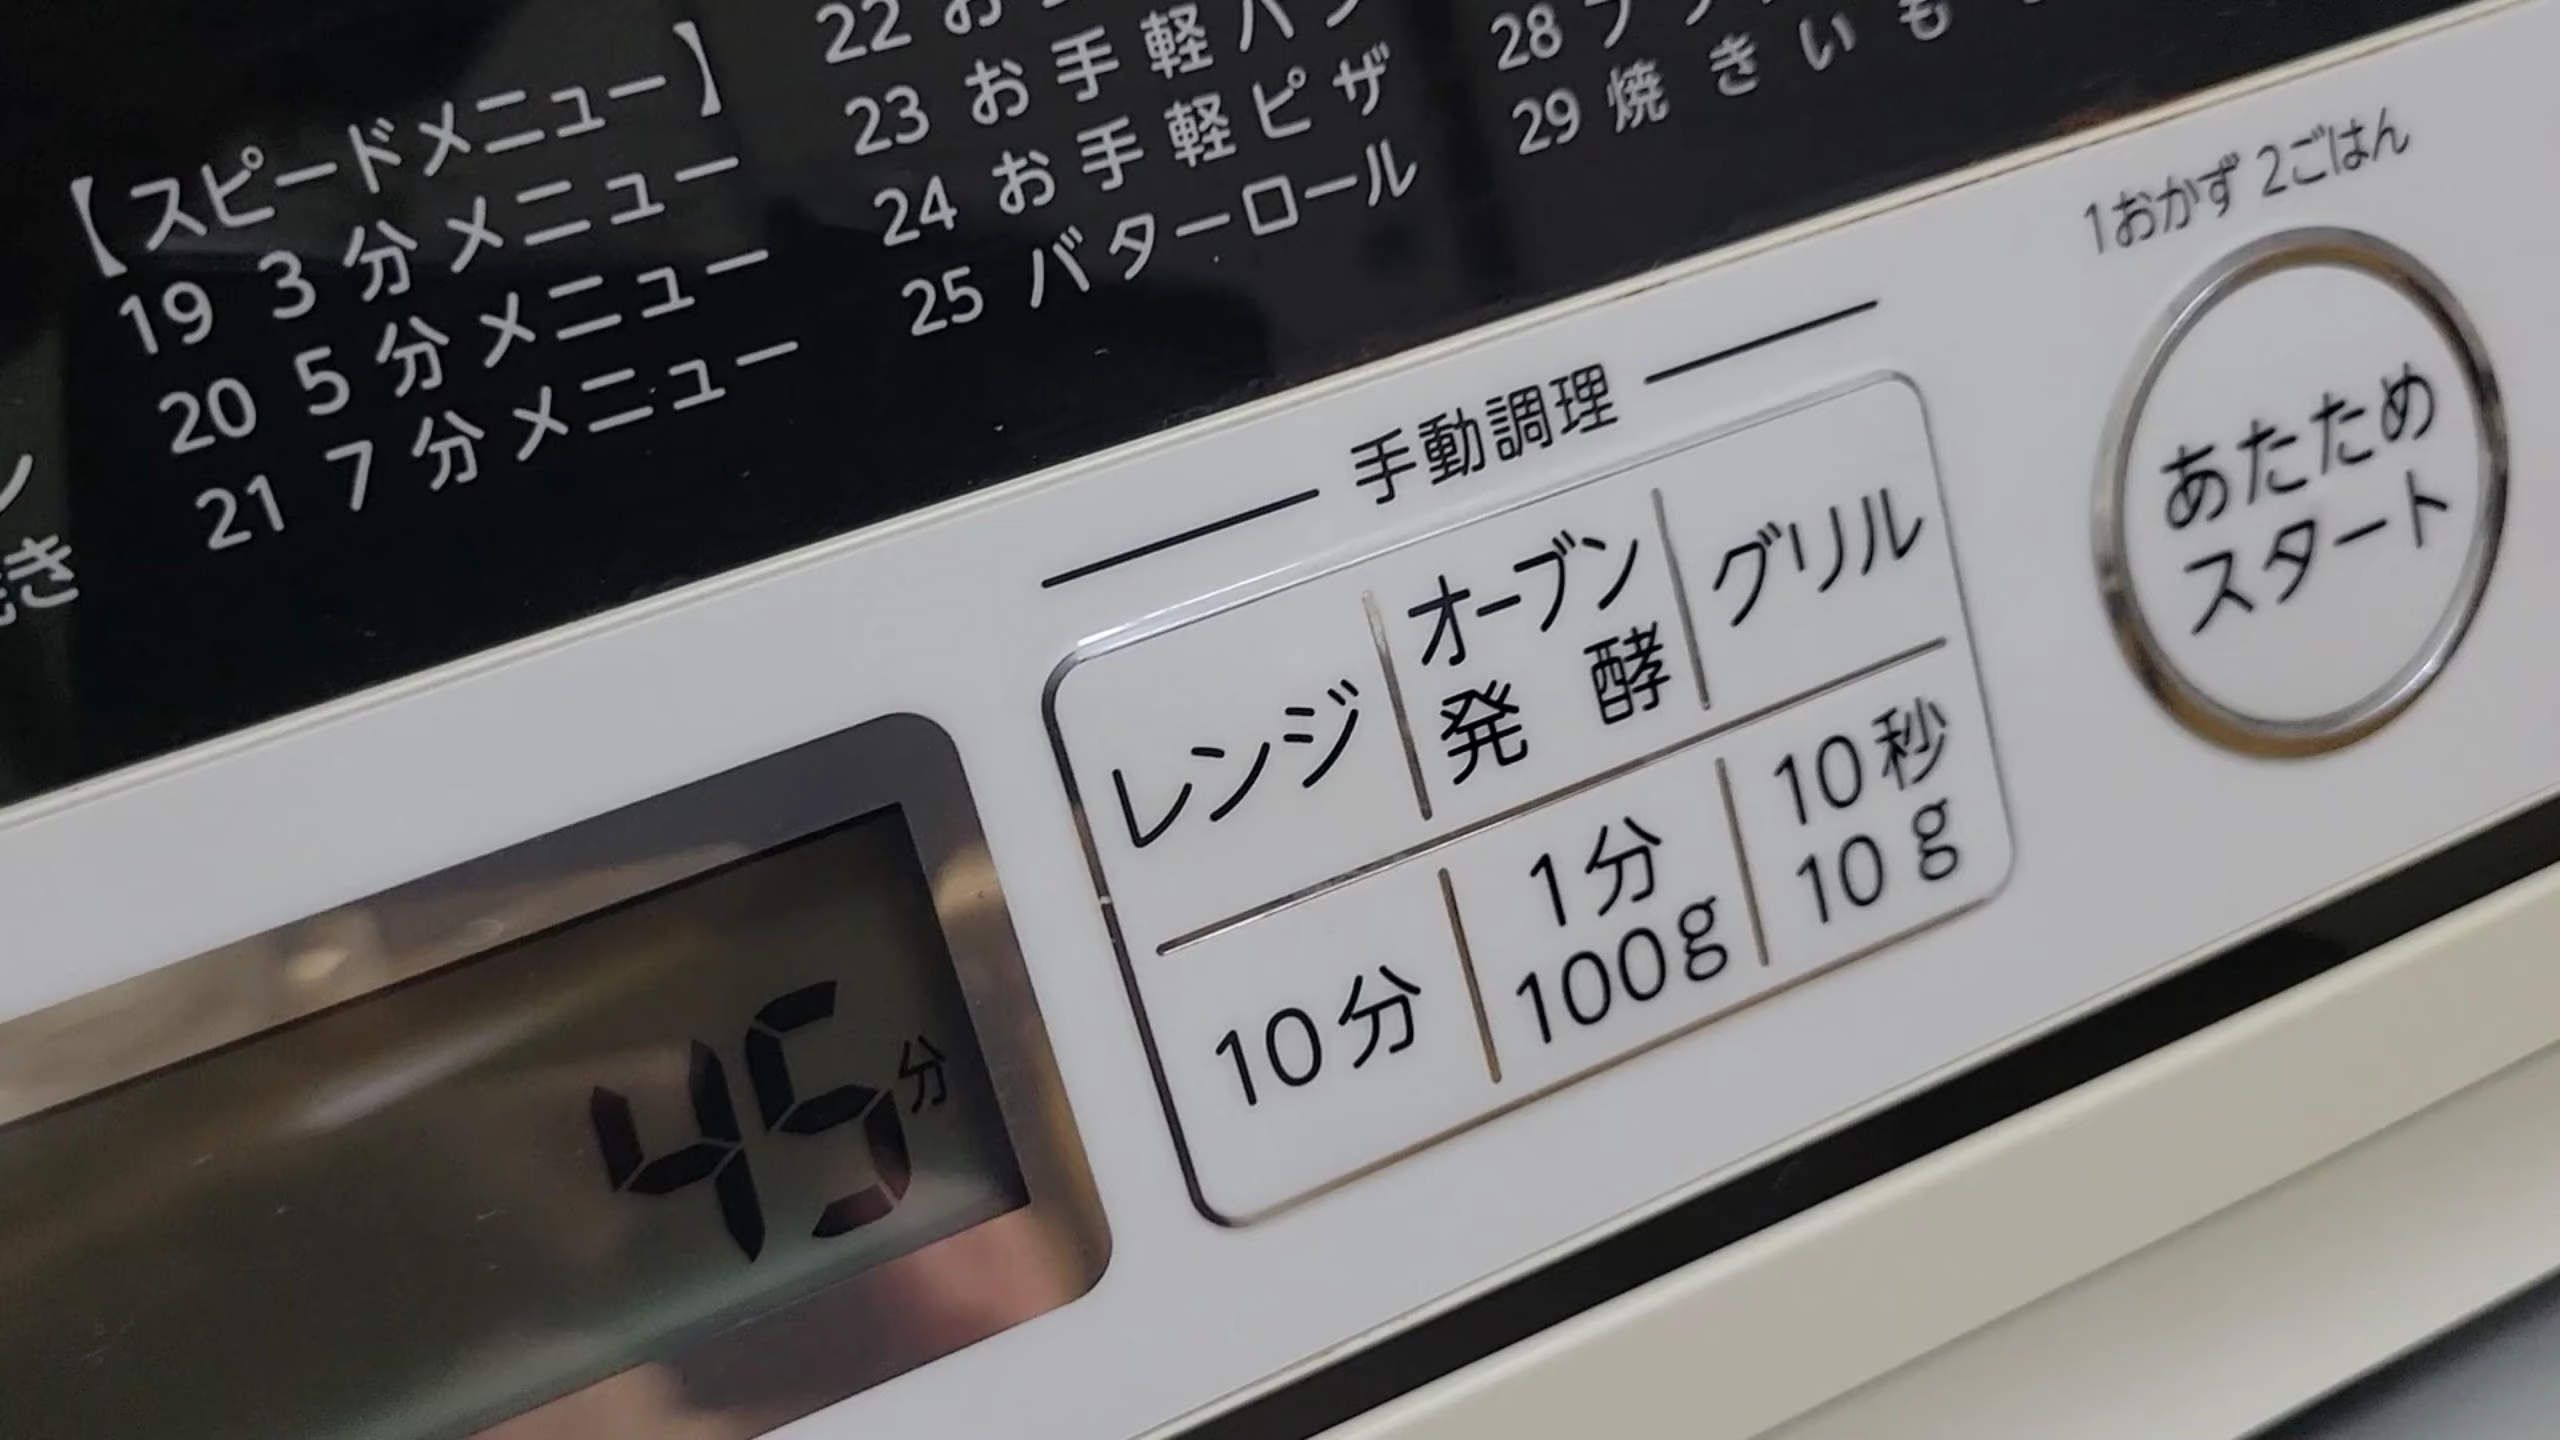 【スピードメニュー】
19 3分メニュー
20 5分メニュー
21 7分メニュー
22 お
23 お手軽パ
24 お手軽ピザ
25 バターロール
28
29 焼きいも
き
手動調理
レンジ
オーブン
発酵
グリル
10分
1分
100g
10秒
10g
1おかず 2ごはん
あたため
スタート
45分